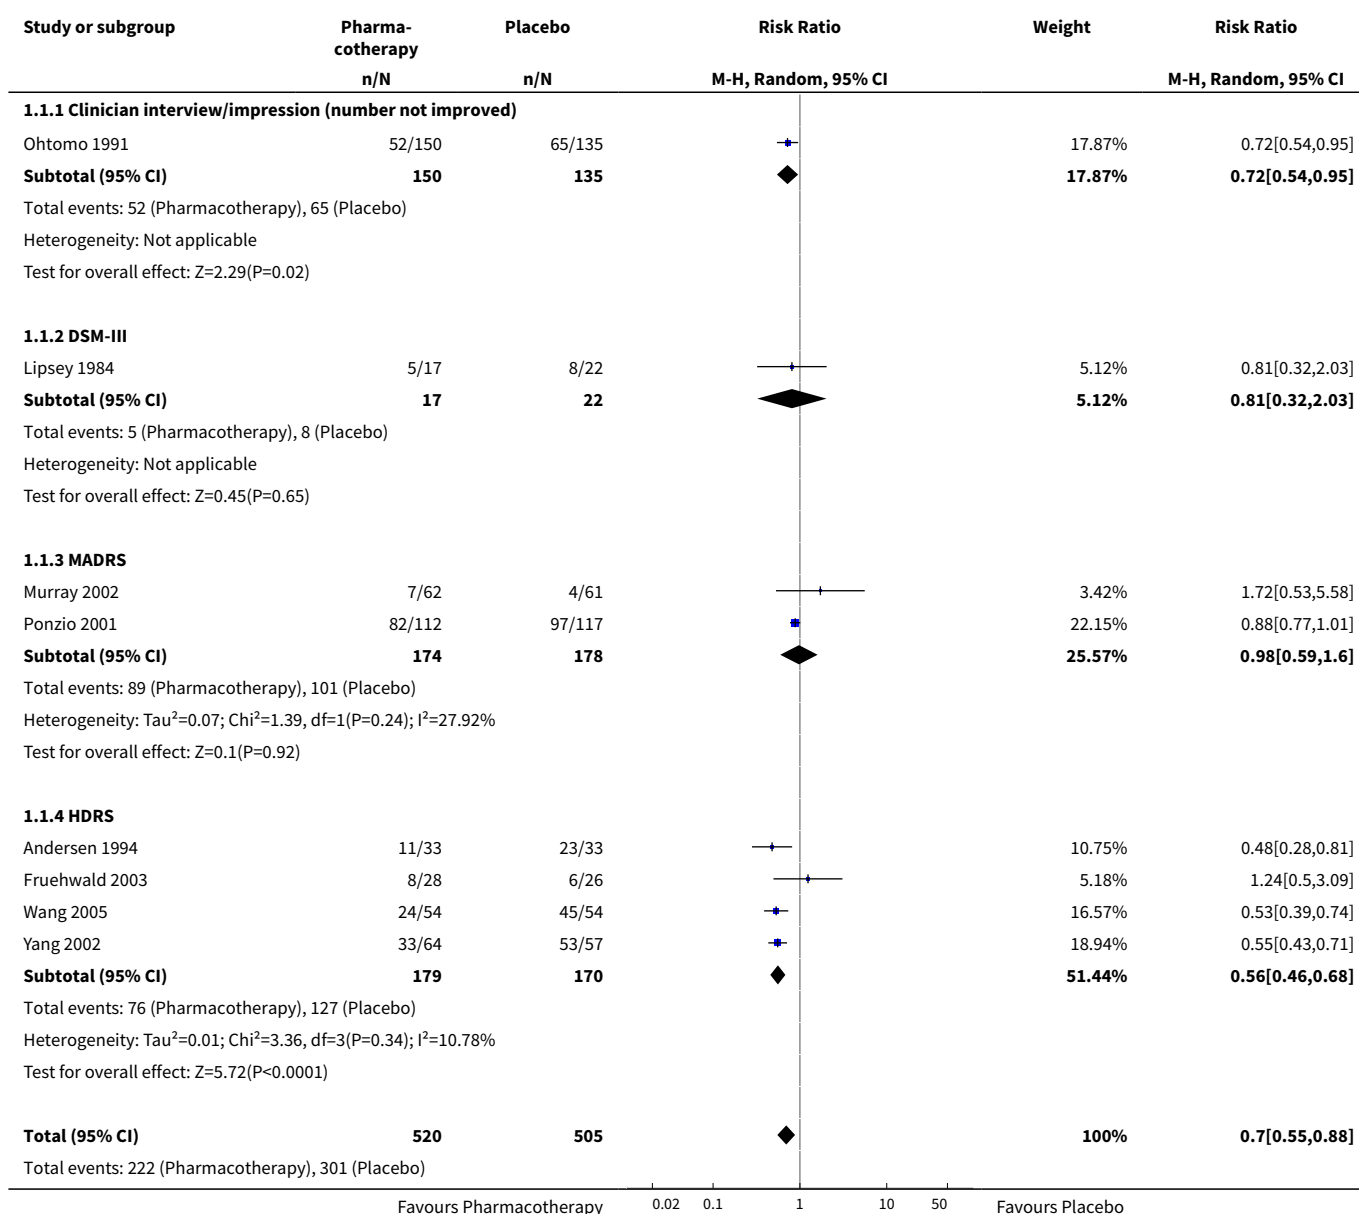 Study or subgroup Pharma- Placebo Risk Ratio Weight Risk Ratio
cotherapy
n/N n/N M-H, Random, 95% CI M-H, Random, 95% CI
1.1.1 Clinician interview/impression (number not improved)
Ohtomo 1991 52/150 65/135 17.87% 0.72[0.54,0.95]
Subtotal (95% CI) 150 135 17.87% 0.72[0.54,0.95]
Total events: 52 (Pharmacotherapy), 65 (Placebo)
Heterogeneity: Not applicable
Test for overall effect: Z=2.29(P=0.02)
1.1.2 DSM-III
Lipsey 1984 5/17 8/22 5.12% 0.81[0.32,2.03]
Subtotal (95% CI) 17 22 5.12% 0.81[0.32,2.03]
Total events: 5 (Pharmacotherapy), 8 (Placebo)
Heterogeneity: Not applicable
Test for overall effect: Z=0.45(P=0.65)
1.1.3 MADRS
Murray 2002 7/62 4/61 3.42% 1.72[0.53,5.58]
Ponzio 2001 82/112 97/117 22.15% 0.88[0.77,1.01]
Subtotal (95% CI) 174 178 25.57% 0.98[0.59,1.6]
Total events: 89 (Pharmacotherapy), 101 (Placebo)
Heterogeneity: Tau²=0.07; Chi²=1.39, df=1(P=0.24); I²=27.92%
Test for overall effect: Z=0.1(P=0.92)
1.1.4 HDRS
Andersen 1994 11/33 23/33 10.75% 0.48[0.28,0.81]
Fruehwald 2003 8/28 6/26 5.18% 1.24[0.5,3.09]
Wang 2005 24/54 45/54 16.57% 0.53[0.39,0.74]
Yang 2002 33/64 53/57 18.94% 0.55[0.43,0.71]
Subtotal (95% CI) 179 170 51.44% 0.56[0.46,0.68]
Total events: 76 (Pharmacotherapy), 127 (Placebo)
Heterogeneity: Tau²=0.01; Chi²=3.36, df=3(P=0.34); I²=10.78%
Test for overall effect: Z=5.72(P<0.0001)
Total (95% CI) 520 505 100% 0.7[0.55,0.88]
Total events: 222 (Pharmacotherapy), 301 (Placebo)
Favours Pharmacotherapy 0.02 0.1 1 10 50 Favours Placebo